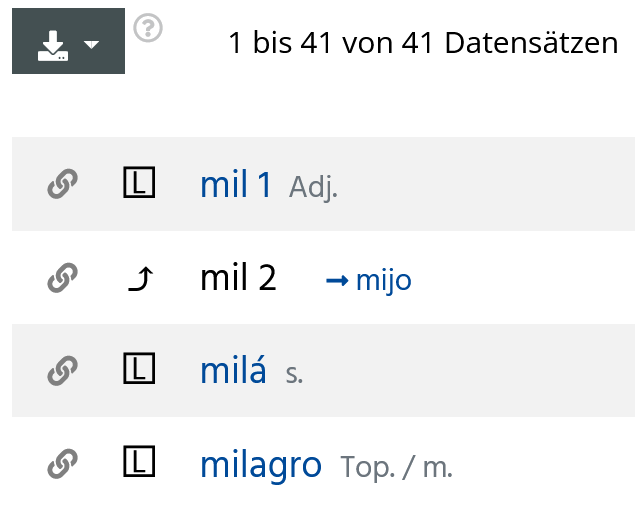 1 bis 41 von 41 Datensätzen
L mil 1 Adj.
mil 2 → mijo
L milá s.
L milagro Top. / m.